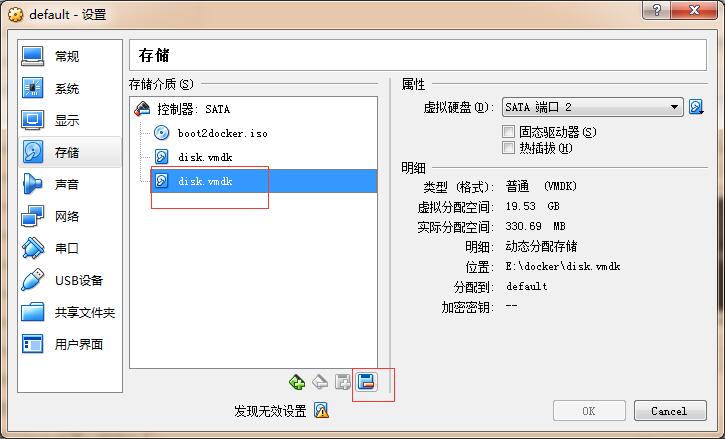 default - 设置
常规
系统
显示
存储
声音
网络
串口
USB设备
共享文件夹
用户界面
存储
存储介质(S)
控制器: SATA
boot2docker.iso
disk.vmdk
disk.vmdk
属性
虚拟硬盘(D): SATA 端口 2
固态驱动器(S)
热插拔(H)
明细
类型 (格式): 普通 (VMDK)
虚拟分配空间: 19.53 GB
实际分配空间: 330.69 MB
明细: 动态分配存储
位置: E:\docker\disk.vmdk
分配到: default
加密密钥: --
发现无效设置
OK
Cancel